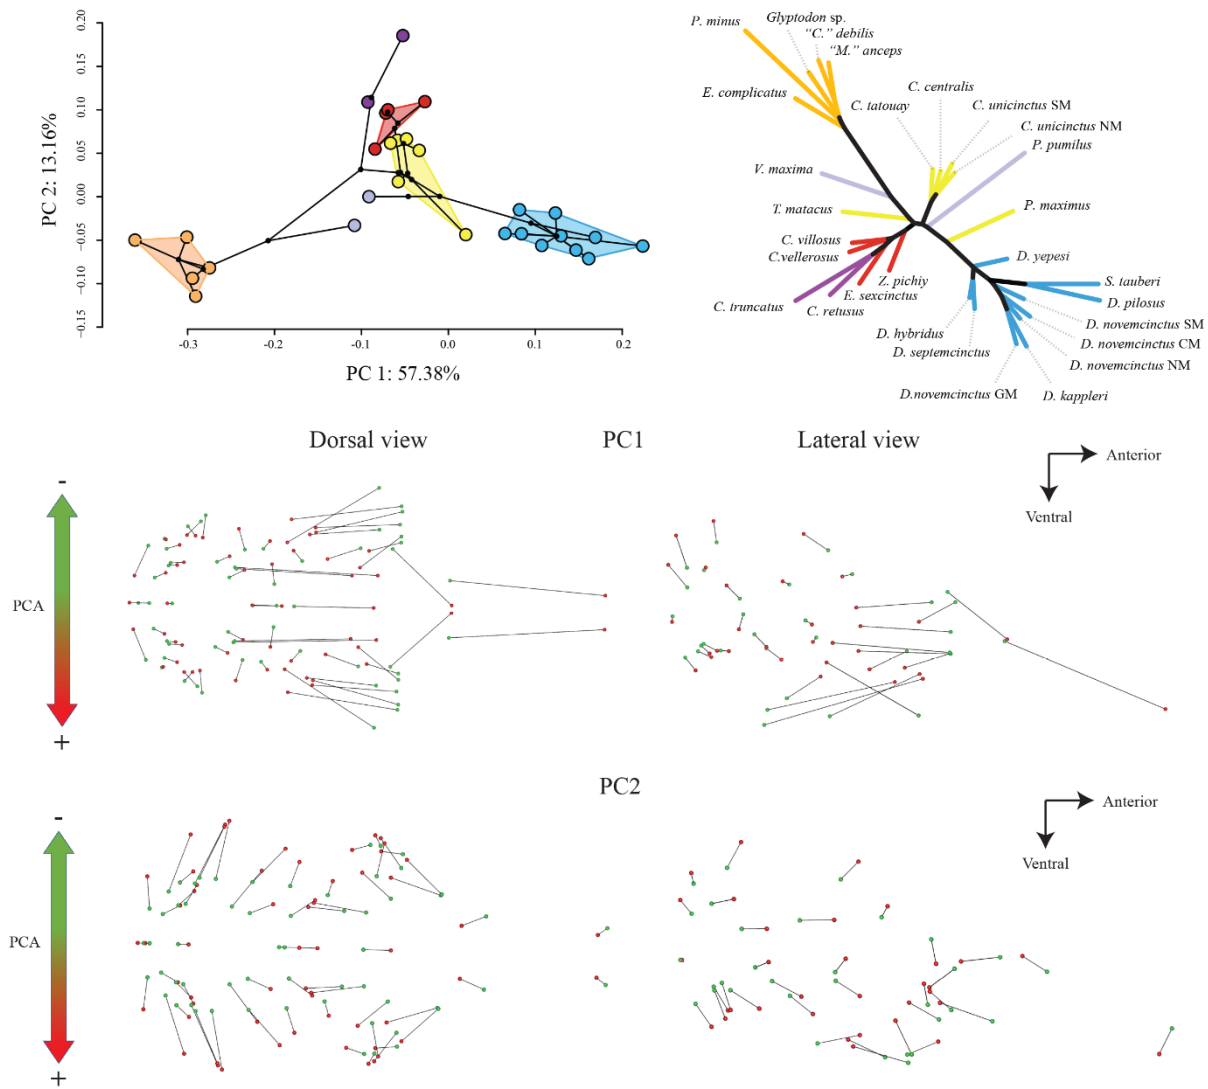 PC 2: 13.16%
0.20
0.15
0.10
0.05
0.00
-0.05
-0.10
-0.15
-0.3
-0.2
-0.1
0.0
0.1
0.2
PC 1: 57.38%
P. minus
Glyptodon sp.
"C." debilis
"M." anceps
E. complicatus
C. centralis
C. tatouay
C. unicinctus SM
C. unicinctus NM
P. pumilus
V. maxima
T. matacus
P. maximus
C. villosus
C.vellerosus
Z. pichiy
D. yepesi
C. truncatus
E. sexcinctus
C. retusus
S. tauberi
D. pilosus
D. hybridus
D. novemcinctus SM
D. septemcinctus
D. novemcinctus CM
D. novemcinctus NM
D.novemcinctus GM
D. kappleri
Dorsal view
PC1
Lateral view
Anterior
Ventral
-
PCA
+
PC2
Anterior
Ventral
-
PCA
+